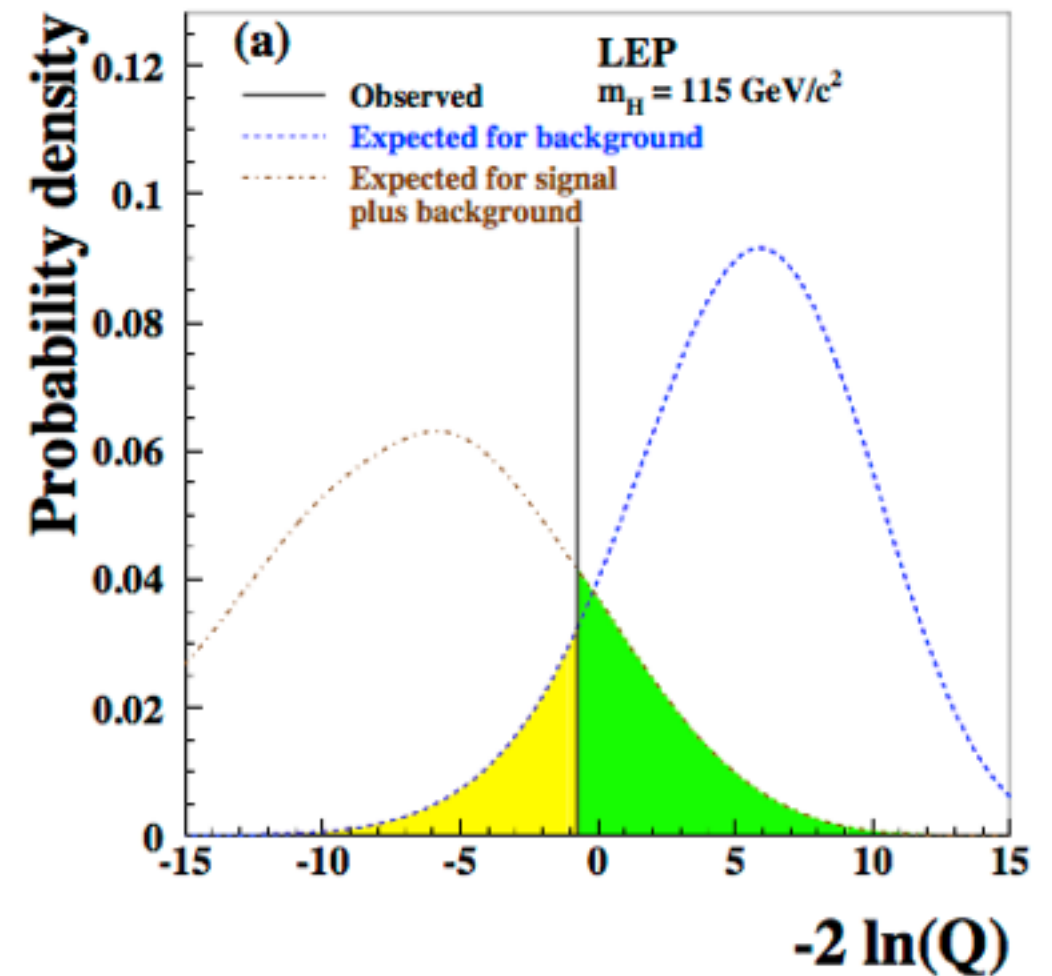 (a)
LEP
m_H = 115 GeV/c²
Observed
Expected for background
Expected for signal
plus background
Probability density
0.12
0.1
0.08
0.06
0.04
0.02
0
-15 -10 -5 0 5 10 15
-2 ln(Q)